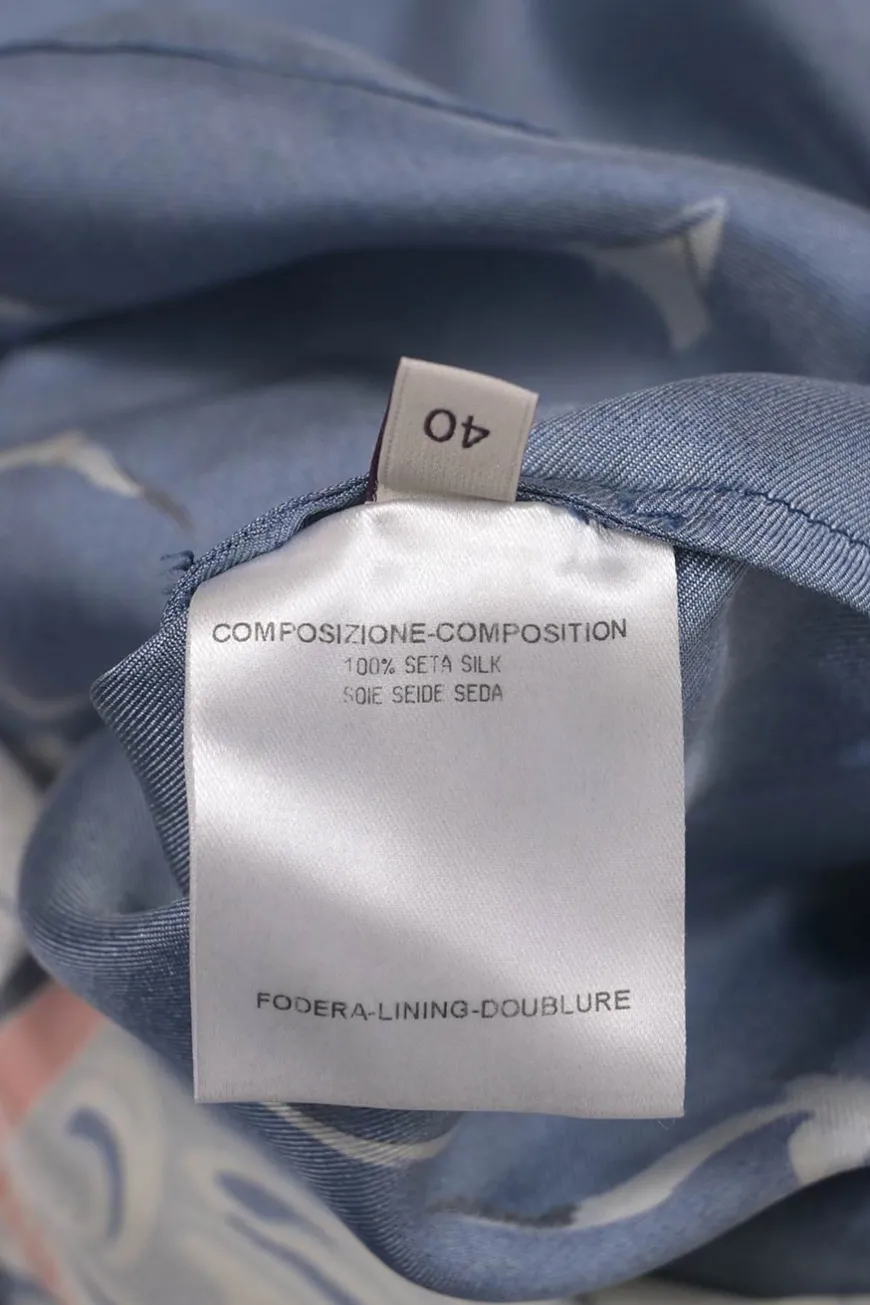 40
COMPOSIZIONE-COMPOSITION
100% SETA SILK
SOIE SEIDE SEDA
FODERA-LINING-DOUBLURE